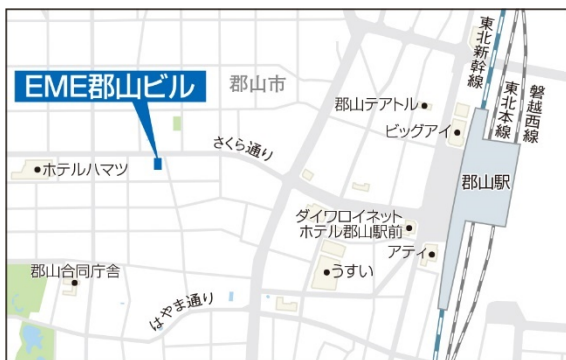 東北新幹線
東北本線
磐越西線
EME郡山ビル
郡山市
郡山テアトル
ビッグアイ
さくら通り
ホテルハマツ
郡山駅
ダイワロイネット
ホテル郡山駅前
アティ
うすい
郡山合同庁舎
はやま通り